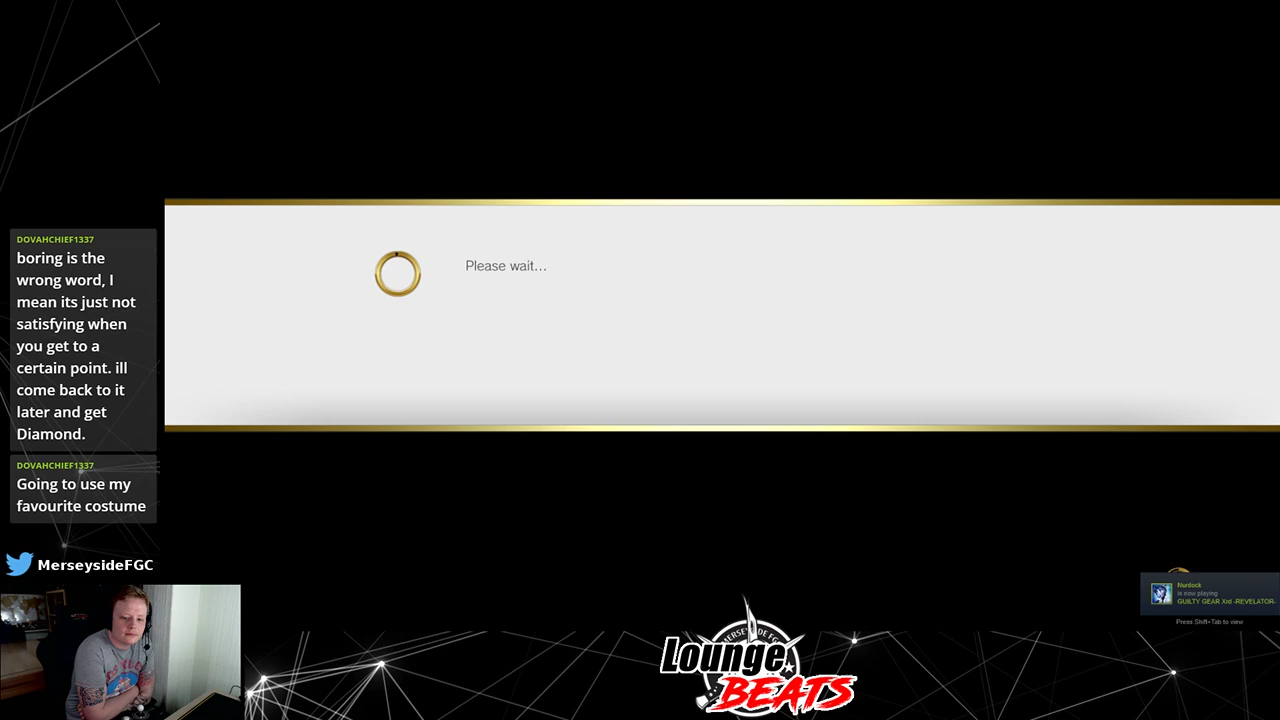 DOVAHCHIEF1337
boring is the
wrong word, I
mean its just not
satisfying when
you get to a
certain point. ill
come back to it
later and get
Diamond.
DOVAHCHIEF1337
Going to use my
favourite costume
MerseysideFGC
Please wait...
Nurdock
is now playing
GUILTY GEAR Xrd -REVELATOR-
Press Shift+Tab to view
Lounge
BEATS